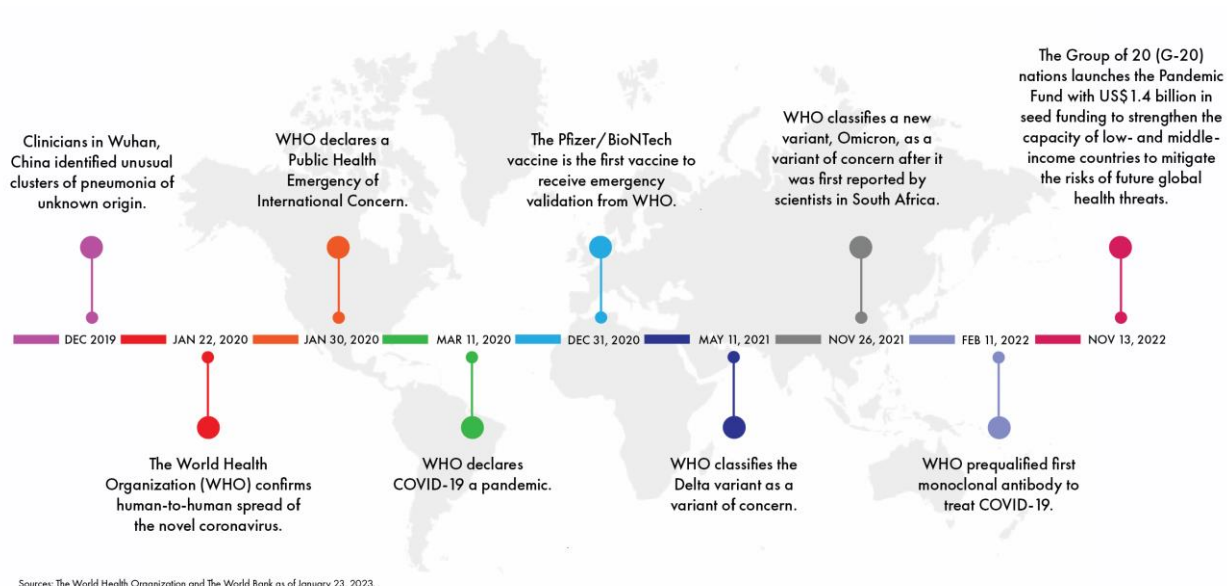 The Group of 20 (G-20)
nations launches the Pandemic
Fund with US$1.4 billion in
seed funding to strengthen the
capacity of low- and middle-
income countries to mitigate
the risks of future global
health threats.
Clinicians in Wuhan,
China identified unusual
clusters of pneumonia of
unknown origin.
WHO declares a
Public Health
Emergency of
International Concern.
The Pfizer/BioNTech
vaccine is the first vaccine to
receive emergency
validation from WHO.
WHO classifies a new
variant, Omicron, as a
variant of concern after it
was first reported by
scientists in South Africa.
DEC 2019 JAN 22, 2020 JAN 30, 2020 MAR 11, 2020 DEC 31, 2020 MAY 11, 2021 NOV 26, 2021 FEB 11, 2022 NOV 13, 2022
The World Health
Organization (WHO) confirms
human-to-human spread of
the novel coronavirus.
WHO declares
COVID-19 a pandemic.
WHO classifies the
Delta variant as a
variant of concern.
WHO prequalified first
monoclonal antibody to
treat COVID-19.
Sources: The World Health Organization and The World Bank as of January 23, 2023.